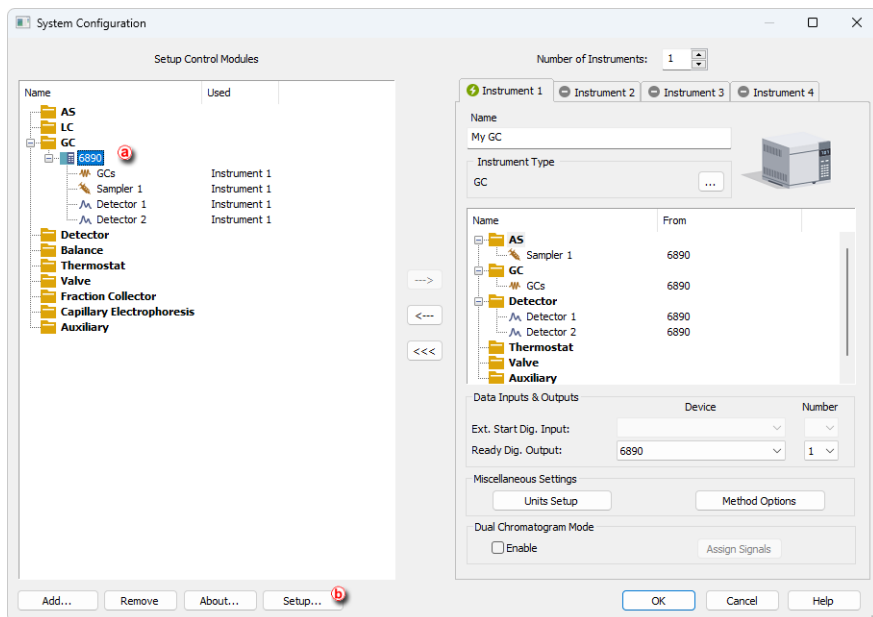 System Configuration
Setup Control Modules
Number of Instruments: 1
Name Used
AS
LC
GC
6890 a
GCs Instrument 1
Sampler 1 Instrument 1
Detector 1 Instrument 1
Detector 2 Instrument 1
Detector
Balance
Thermostat
Valve
Fraction Collector
Capillary Electrophoresis
Auxiliary
--->
<---
<<<
Instrument 1 Instrument 2 Instrument 3 Instrument 4
Name
My GC
Instrument Type
GC ...
Name From
AS
Sampler 1 6890
GC
GCs 6890
Detector
Detector 1 6890
Detector 2 6890
Thermostat
Valve
Auxiliary
Data Inputs & Outputs
Device Number
Ext. Start Dig. Input:
Ready Dig. Output: 6890 1
Miscellaneous Settings
Units Setup Method Options
Dual Chromatogram Mode
Enable Assign Signals
Add... Remove About... Setup... b
OK Cancel Help